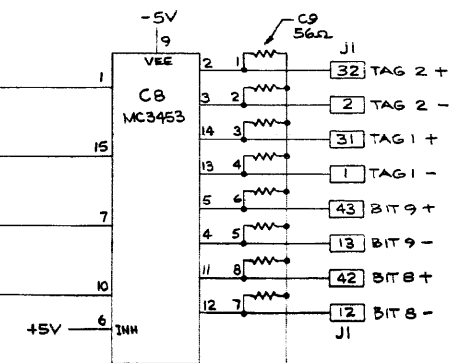 -5V
9
VEE
C8
MC3453
C9
56Ω
J1
1
2
1
32 TAG 2 +
3
2
2 TAG 2 -
15
14
3
31 TAG 1 +
13
4
1 TAG 1 -
7
5
6
43 BIT 9 +
4
5
13 BIT 9 -
10
11
8
42 BIT 8 +
12
7
12 BIT 8 -
+5V
6
INH
J1